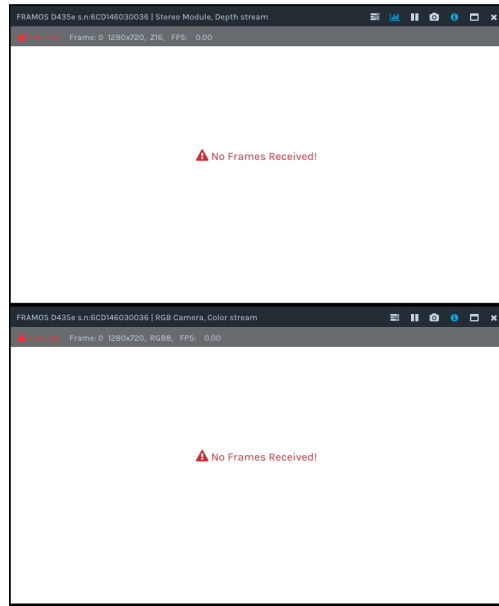 FRAMOS D435e s.n:6CD146030036 | Stereo Module, Depth stream
Frame: 0 1280x720, Z16, FPS: 0.00
No Frames Received!
FRAMOS D435e s.n:6CD146030036 | RGB Camera, Color stream
Frame: 0 1280x720, RGB8, FPS: 0.00
No Frames Received!